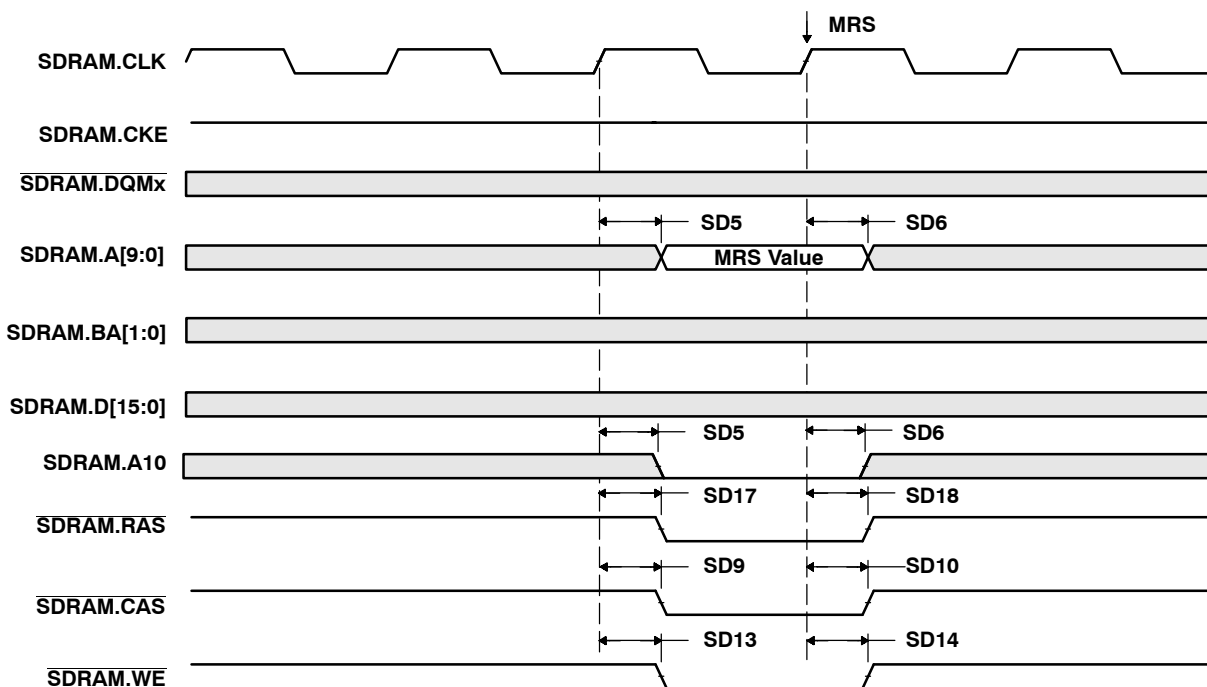 MRS
SDRAM.CLK
SDRAM.CKE
SDRAM.DQMx
SD5 SD6
SDRAM.A[9:0] MRS Value
SDRAM.BA[1:0]
SDRAM.D[15:0]
SD5 SD6
SDRAM.A10
SD17 SD18
SDRAM.RAS
SD9 SD10
SDRAM.CAS
SD13 SD14
SDRAM.WE